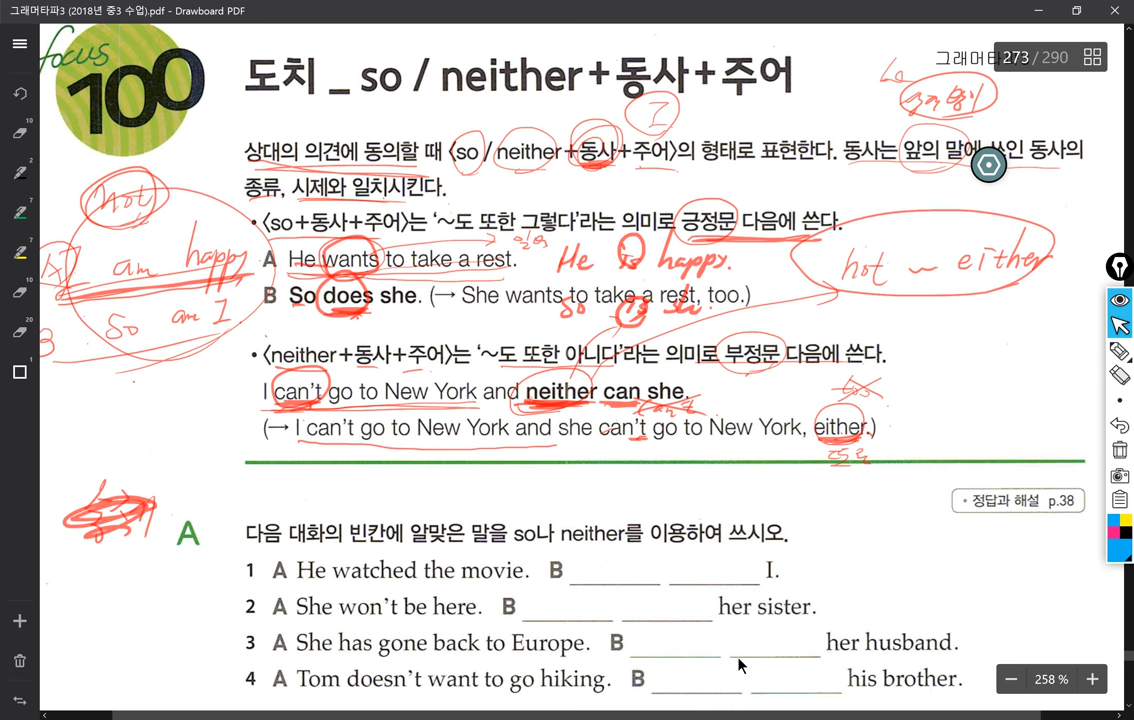 그래머타파3 (2018년 중3 수업).pdf - Drawboard PDF
focus
100
도치 _ so / neither+동사+주어
그래머타
273 / 290
I
상대의 의견에 동의할 때 〈so / neither+동사+주어〉의 형태로 표현한다. 동사는 앞의 말에 쓰인 동사의
종류, 시제와 일치시킨다.
not
• 〈so+동사+주어〉는 ‘~도 또한 그렇다’라는 의미로 긍정문 다음에 쓴다.
am happy
A He wants to take a rest.
He is happy.
not ~ either
B So does she. (→ She wants to take a rest, too.)
So is she.
So am I
• 〈neither+동사+주어〉는 ‘~도 또한 아니다’라는 의미로 부정문 다음에 쓴다.
I can't go to New York and neither can she.
can't
too
(→ I can't go to New York and she can't go to New York, either.)
• 정답과 해설 p.38
A 다음 대화의 빈칸에 알맞은 말을 so나 neither를 이용하여 쓰시오.
1 A He watched the movie. B ________ ________ I.
2 A She won't be here. B ________ ________ her sister.
3 A She has gone back to Europe. B ________ ________ her husband.
4 A Tom doesn't want to go hiking. B ________ ________ his brother.
258 %